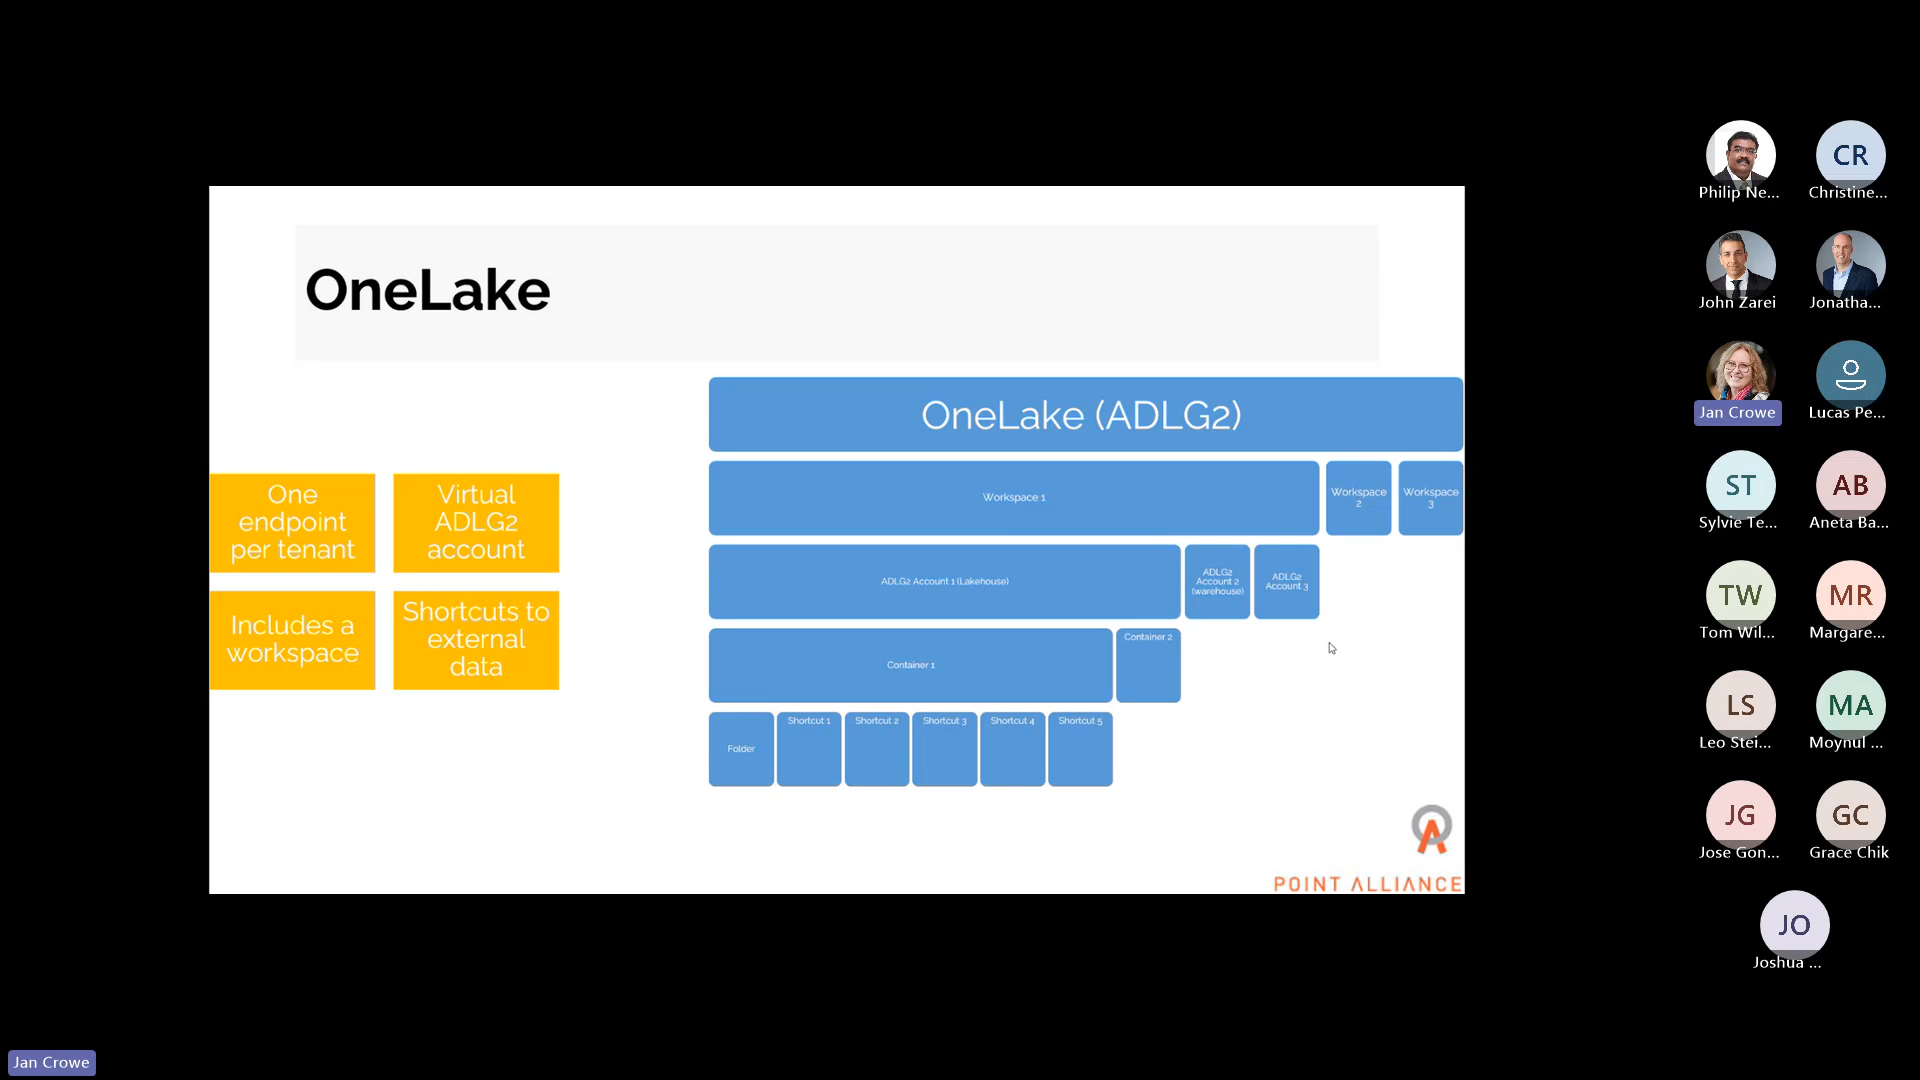 OneLake
One
endpoint
per tenant
Virtual
ADLG2
account
Includes a
workspace
Shortcuts to
external
data
OneLake (ADLG2)
Workspace 1
Workspace
2
Workspace
3
ADLG2 Account 1 (Lakehouse)
ADLG2
Account 2
(warehouse)
ADLG2
Account 3
Container 1
Container 2
Folder
Shortcut 1
Shortcut 2
Shortcut 3
Shortcut 4
Shortcut 5
POINT ALLIANCE
Philip Ne...
CR
Christine...
John Zarei
Jonatha...
Jan Crowe
Lucas Pe...
ST
Sylvie Te...
AB
Aneta Ba...
TW
Tom Wil...
MR
Margare...
LS
Leo Stei...
MA
Moynul ...
JG
Jose Gon...
GC
Grace Chik
JO
Joshua ...
Jan Crowe